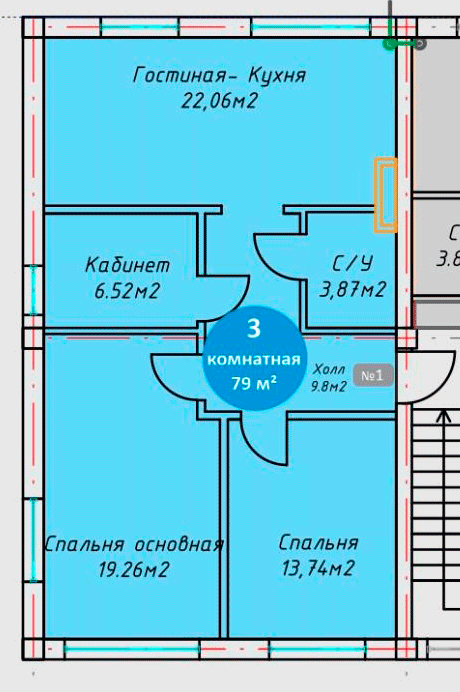 Гостиная- Кухня
22,06м2
Кабинет
6.52м2
С/У
3,87м2
С
3.8
3
комнатная
79 м²
Холл
9.8м2
№1
Спальня основная
19.26м2
Спальня
13,74м2